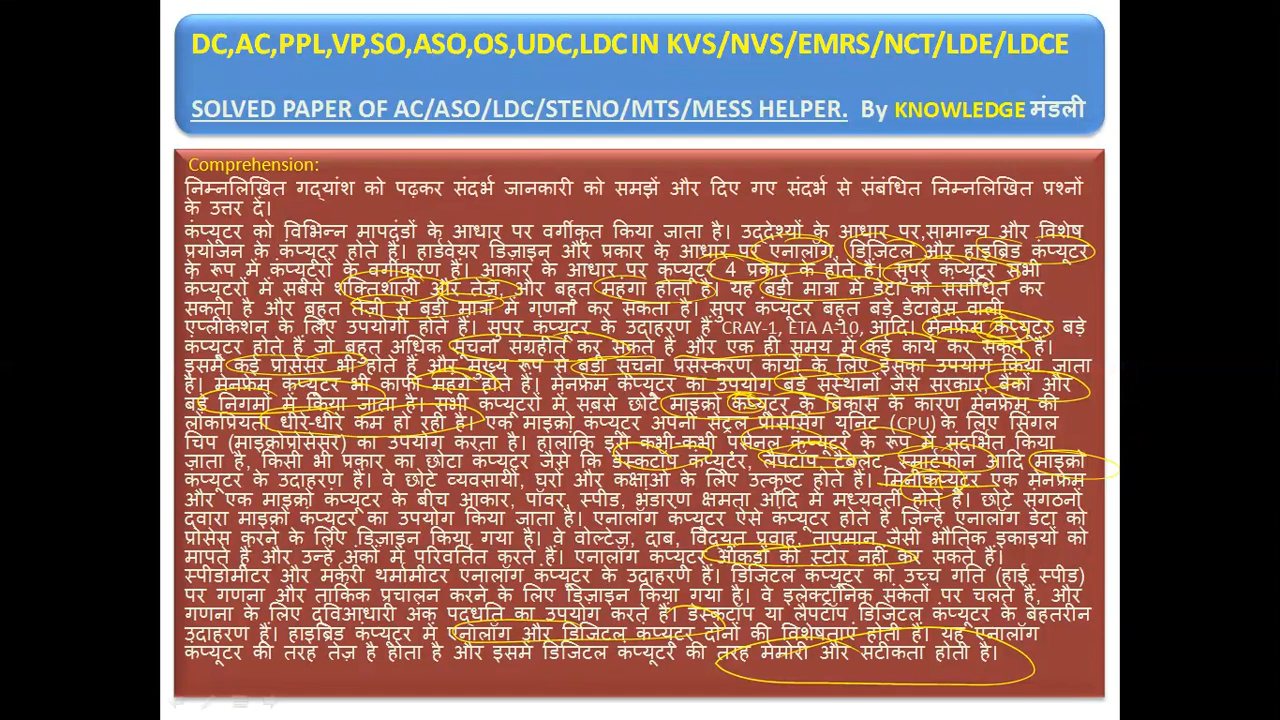 DC,AC,PPL,VP,SO,ASO,OS,UDC,LDC IN KVS/NVS/EMRS/NCT/LDE/LDCE
SOLVED PAPER OF AC/ASO/LDC/STENO/MTS/MESS HELPER. By KNOWLEDGE मंडली
Comprehension:
निम्नलिखित गद्यांश को पढ़कर संदर्भ जानकारी को समझें और दिए गए संदर्भ से संबंधित निम्नलिखित प्रश्नों
के उत्तर दें।
कंप्यूटर को विभिन्न मापदंडों के आधार पर वर्गीकृत किया जाता है। उद्देश्यों के आधार पर,सामान्य और विशेष
प्रयोजन के कंप्यूटर होते हैं। हार्डवेयर डिज़ाइन और प्रकार के आधार पर एनालॉग, डिजिटल और हाइब्रिड कंप्यूटर
के रूप में कंप्यूटरों के वर्गीकरण हैं। आकार के आधार पर कंप्यूटर 4 प्रकार के होते हैं। सुपर कंप्यूटर सभी
कंप्यूटरों में सबसे शक्तिशाली और तेज़, और बहुत महंगा होता है। यह बड़ी मात्रा में डेटा को संसाधित कर
सकता है और बहुत तेज़ी से बड़ी मात्रा में गणना कर सकता है। सुपर कंप्यूटर बहुत बड़े डेटाबेस वाली
एप्लीकेशन के लिए उपयोगी होते हैं। सुपर कंप्यूटर के उदाहरण हैं CRAY-1, ETA A-10, आदि। मेनफ्रेम कंप्यूटर बड़े
कंप्यूटर होते हैं जो बहुत अधिक सूचना संग्रहीत कर सकते हैं और एक ही समय में कई कार्य कर सकते हैं।
इसमें कई प्रोसेसर भी होते हैं और मुख्य रूप से बड़ी सूचना प्रसंस्करण कार्यों के लिए इसका उपयोग किया जाता
है। मेनफ्रेम कंप्यूटर भी काफी महंगे होते हैं। मेनफ्रेम कंप्यूटर का उपयोग बड़े संस्थानों जैसे सरकार, बैंकों और
बड़े निगमों में किया जाता है। सभी कंप्यूटरों में सबसे छोटे माइक्रो कंप्यूटर के विकास के कारण मेनफ्रेम की
लोकप्रियता धीरे-धीरे कम हो रही है। एक माइक्रो कंप्यूटर अपनी सेंट्रल प्रोसेसिंग यूनिट (CPU) के लिए सिंगल
चिप (माइक्रोप्रोसेसर) का उपयोग करता है। हालांकि इसे कभी-कभी पर्सनल कंप्यूटर के रूप में संदर्भित किया
जाता है, किसी भी प्रकार का छोटा कंप्यूटर जैसे कि डेस्कटॉप कंप्यूटर, लैपटॉप, टैबलेट, स्मार्टफोन आदि माइक्रो
कंप्यूटर के उदाहरण हैं। वे छोटे व्यवसायों, घरों और कक्षाओं के लिए उत्कृष्ट होते हैं। मिनीकंप्यूटर एक मेनफ्रेम
और एक माइक्रो कंप्यूटर के बीच आकार, पॉवर, स्पीड, भंडारण क्षमता आदि में मध्यवर्ती होते हैं। छोटे संगठनों
द्वारा माइक्रो कंप्यूटर का उपयोग किया जाता है। एनालॉग कंप्यूटर ऐसे कंप्यूटर होते हैं जिन्हें एनालॉग डेटा को
प्रोसेस करने के लिए डिज़ाइन किया गया है। वे वोल्टेज, दाब, विद्युत प्रवाह, तापमान जैसी भौतिक इकाइयों को
मापते हैं और उन्हें अंकों में परिवर्तित करते हैं। एनालॉग कंप्यूटर आंकड़ों को स्टोर नहीं कर सकते हैं।
स्पीडोमीटर और मर्करी थर्मामीटर एनालॉग कंप्यूटर के उदाहरण हैं। डिजिटल कंप्यूटर को उच्च गति (हाई स्पीड)
पर गणना और तार्किक प्रचालन करने के लिए डिज़ाइन किया गया है। वे इलेक्ट्रॉनिक संकेतों पर चलते हैं, और
गणना के लिए द्विआधारी अंक पद्धति का उपयोग करते हैं। डेस्कटॉप या लैपटॉप डिजिटल कंप्यूटर के बेहतरीन
उदाहरण हैं। हाइब्रिड कंप्यूटर में एनालॉग और डिजिटल कंप्यूटर दोनों की विशेषताएं होती हैं। यह एनालॉग
कंप्यूटर की तरह तेज़ है होता है और इसमें डिजिटल कंप्यूटर की तरह मेमोरी और सटीकता होती है।